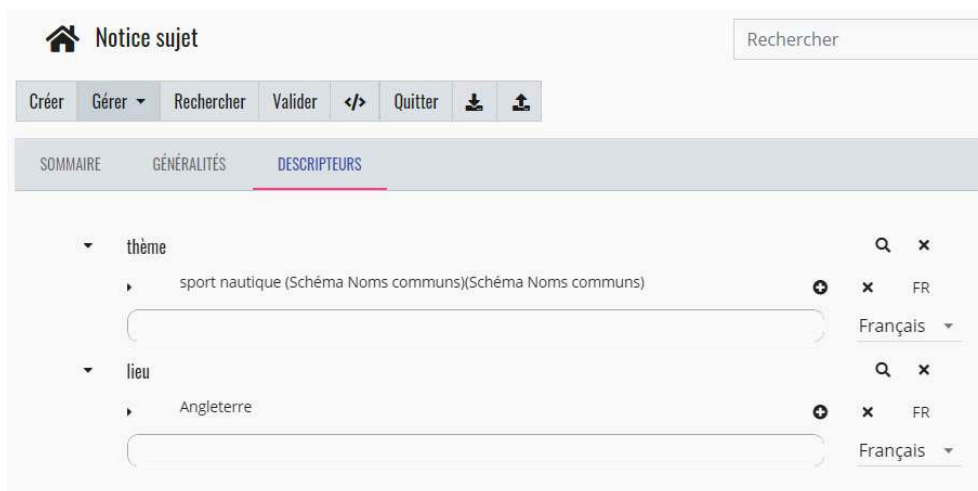 Notice sujet
Rechercher
Créer Gérer Rechercher Valider </> Quitter
SOMMAIRE GÉNÉRALITÉS DESCRIPTEURS
thème
sport nautique (Schéma Noms communs)(Schéma Noms communs) FR
Français
lieu
Angleterre FR
Français